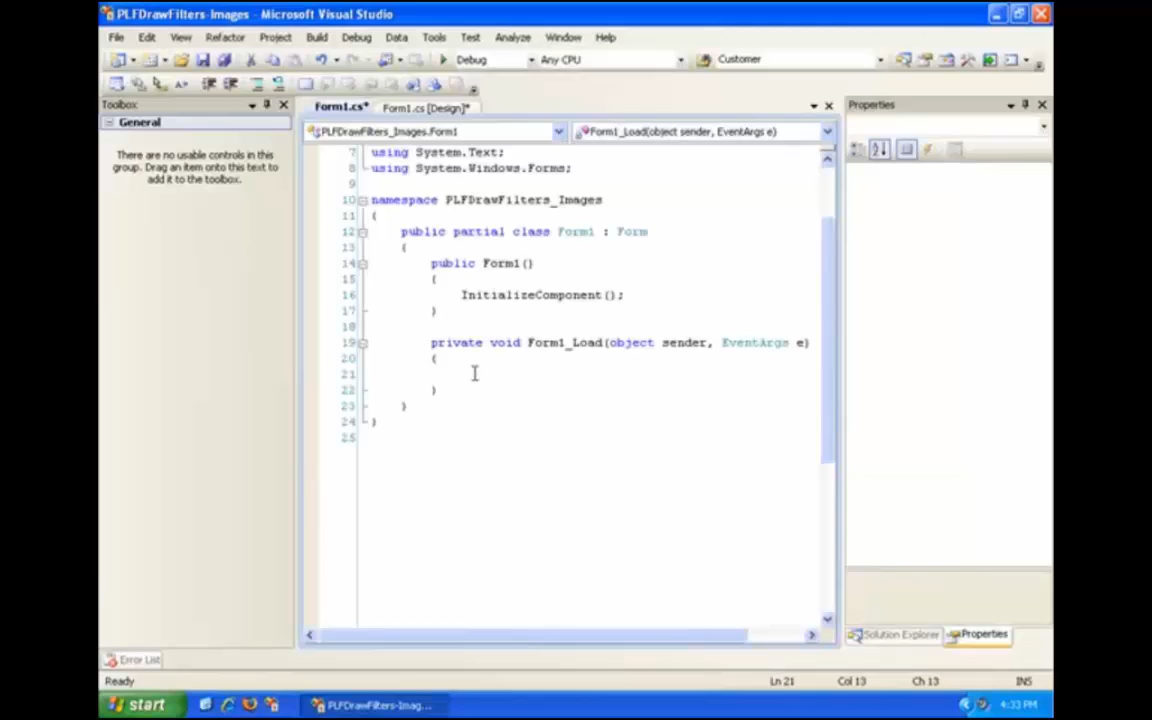 PLFDrawFilters-Images - Microsoft Visual Studio
File Edit View Refactor Project Build Debug Data Tools Test Analyze Window Help
Debug Any CPU Customer
Toolbox
General
There are no usable controls in this
group. Drag an item onto this text to
add it to the toolbox.
Form1.cs* Form1.cs [Design]*
PLFDrawFilters_Images.Form1 Form1_Load(object sender, EventArgs e)
7 using System.Text;
8 using System.Windows.Forms;
9
10 namespace PLFDrawFilters_Images
11 {
12 public partial class Form1 : Form
13 {
14 public Form1()
15 {
16 InitializeComponent();
17 }
18
19 private void Form1_Load(object sender, EventArgs e)
20 {
21
22 }
23 }
24 }
25
Properties
Solution Explorer Properties
Error List
Ready Ln 21 Col 13 Ch 13 INS
start PLFDrawFilters-Imag... 4:33 PM